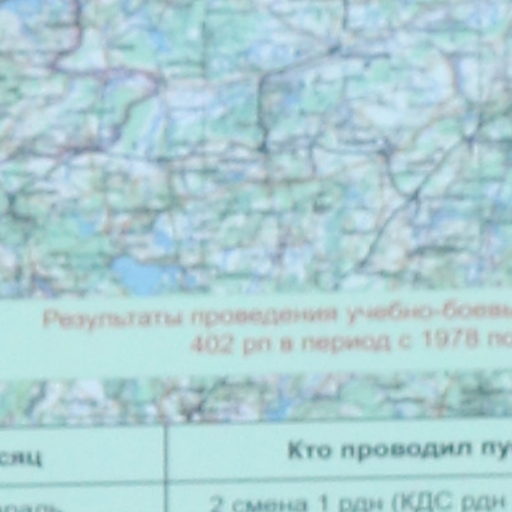 Результаты проведения учебно-боевы
402 рп в период с 1978 по
сяц
Кто проводил пу
раль
2 смена 1 рдн (КДС рдн